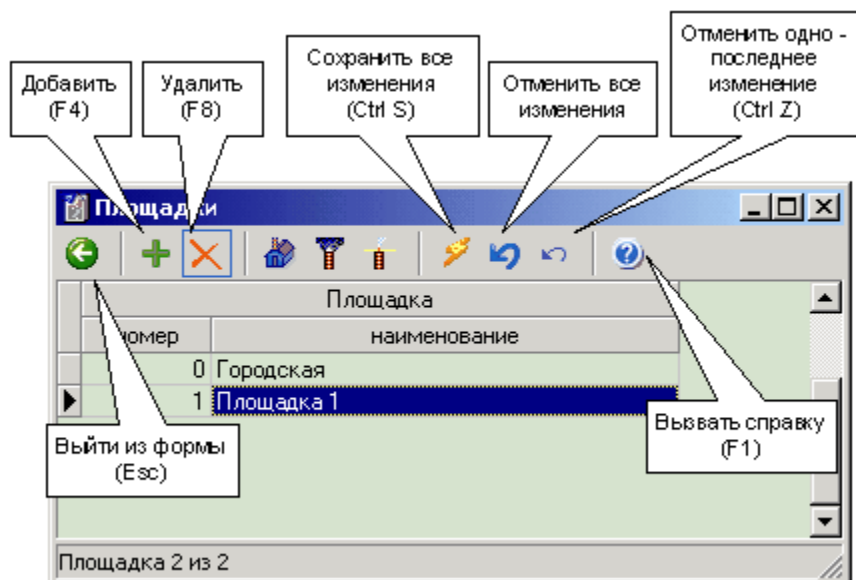 Добавить
(F4)
Удалить
(F8)
Сохранить все
изменения
(Ctrl S)
Отменить все
изменения
Отменить одно -
последнее
изменение
(Ctrl Z)
Площадки
Площадка
номер наименование
0 Городская
1 Площадка 1
Выйти из формы
(Esc)
Вызвать справку
(F1)
Площадка 2 из 2